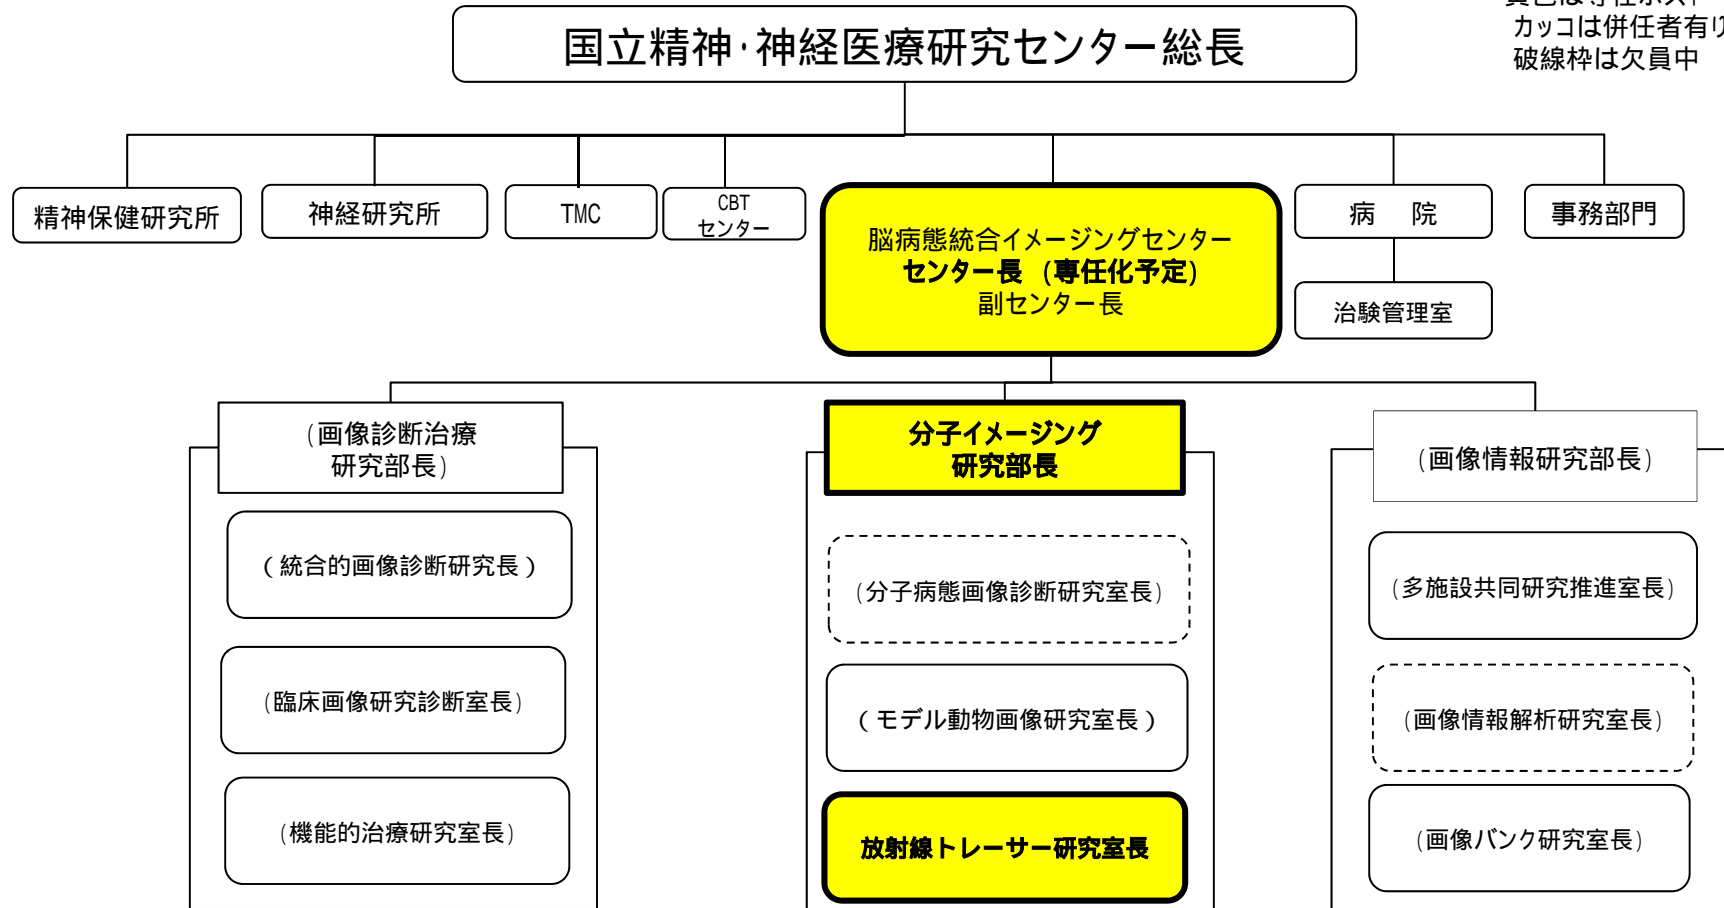 黄色は専任ポスト
カッコは併任者有り
破線枠は欠員中
国立精神・神経医療研究センター総長
精神保健研究所
神経研究所
TMC
CBT
センター
脳病態統合イメージングセンター
センター長 (専任化予定)
副センター長
病 院
事務部門
治験管理室
(画像診断治療
研究部長)
分子イメージング
研究部長
(画像情報研究部長)
(統合的画像診断研究長)
(分子病態画像診断研究室長)
(多施設共同研究推進室長)
(臨床画像研究診断室長)
(モデル動物画像研究室長)
(画像情報解析研究室長)
(機能的治療研究室長)
放射線トレーサー研究室長
(画像バンク研究室長)